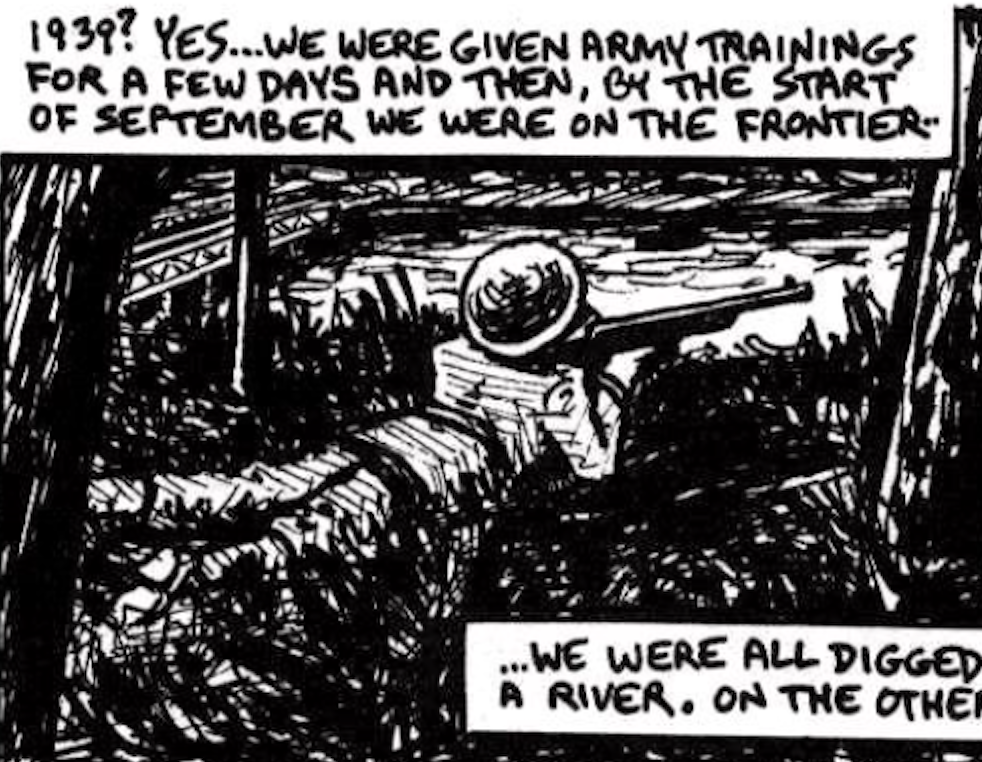 1939? YES...WE WERE GIVEN ARMY TRAININGS
FOR A FEW DAYS AND THEN, BY THE START
OF SEPTEMBER WE WERE ON THE FRONTIER..
...WE WERE ALL DIGGED
A RIVER. ON THE OTHER